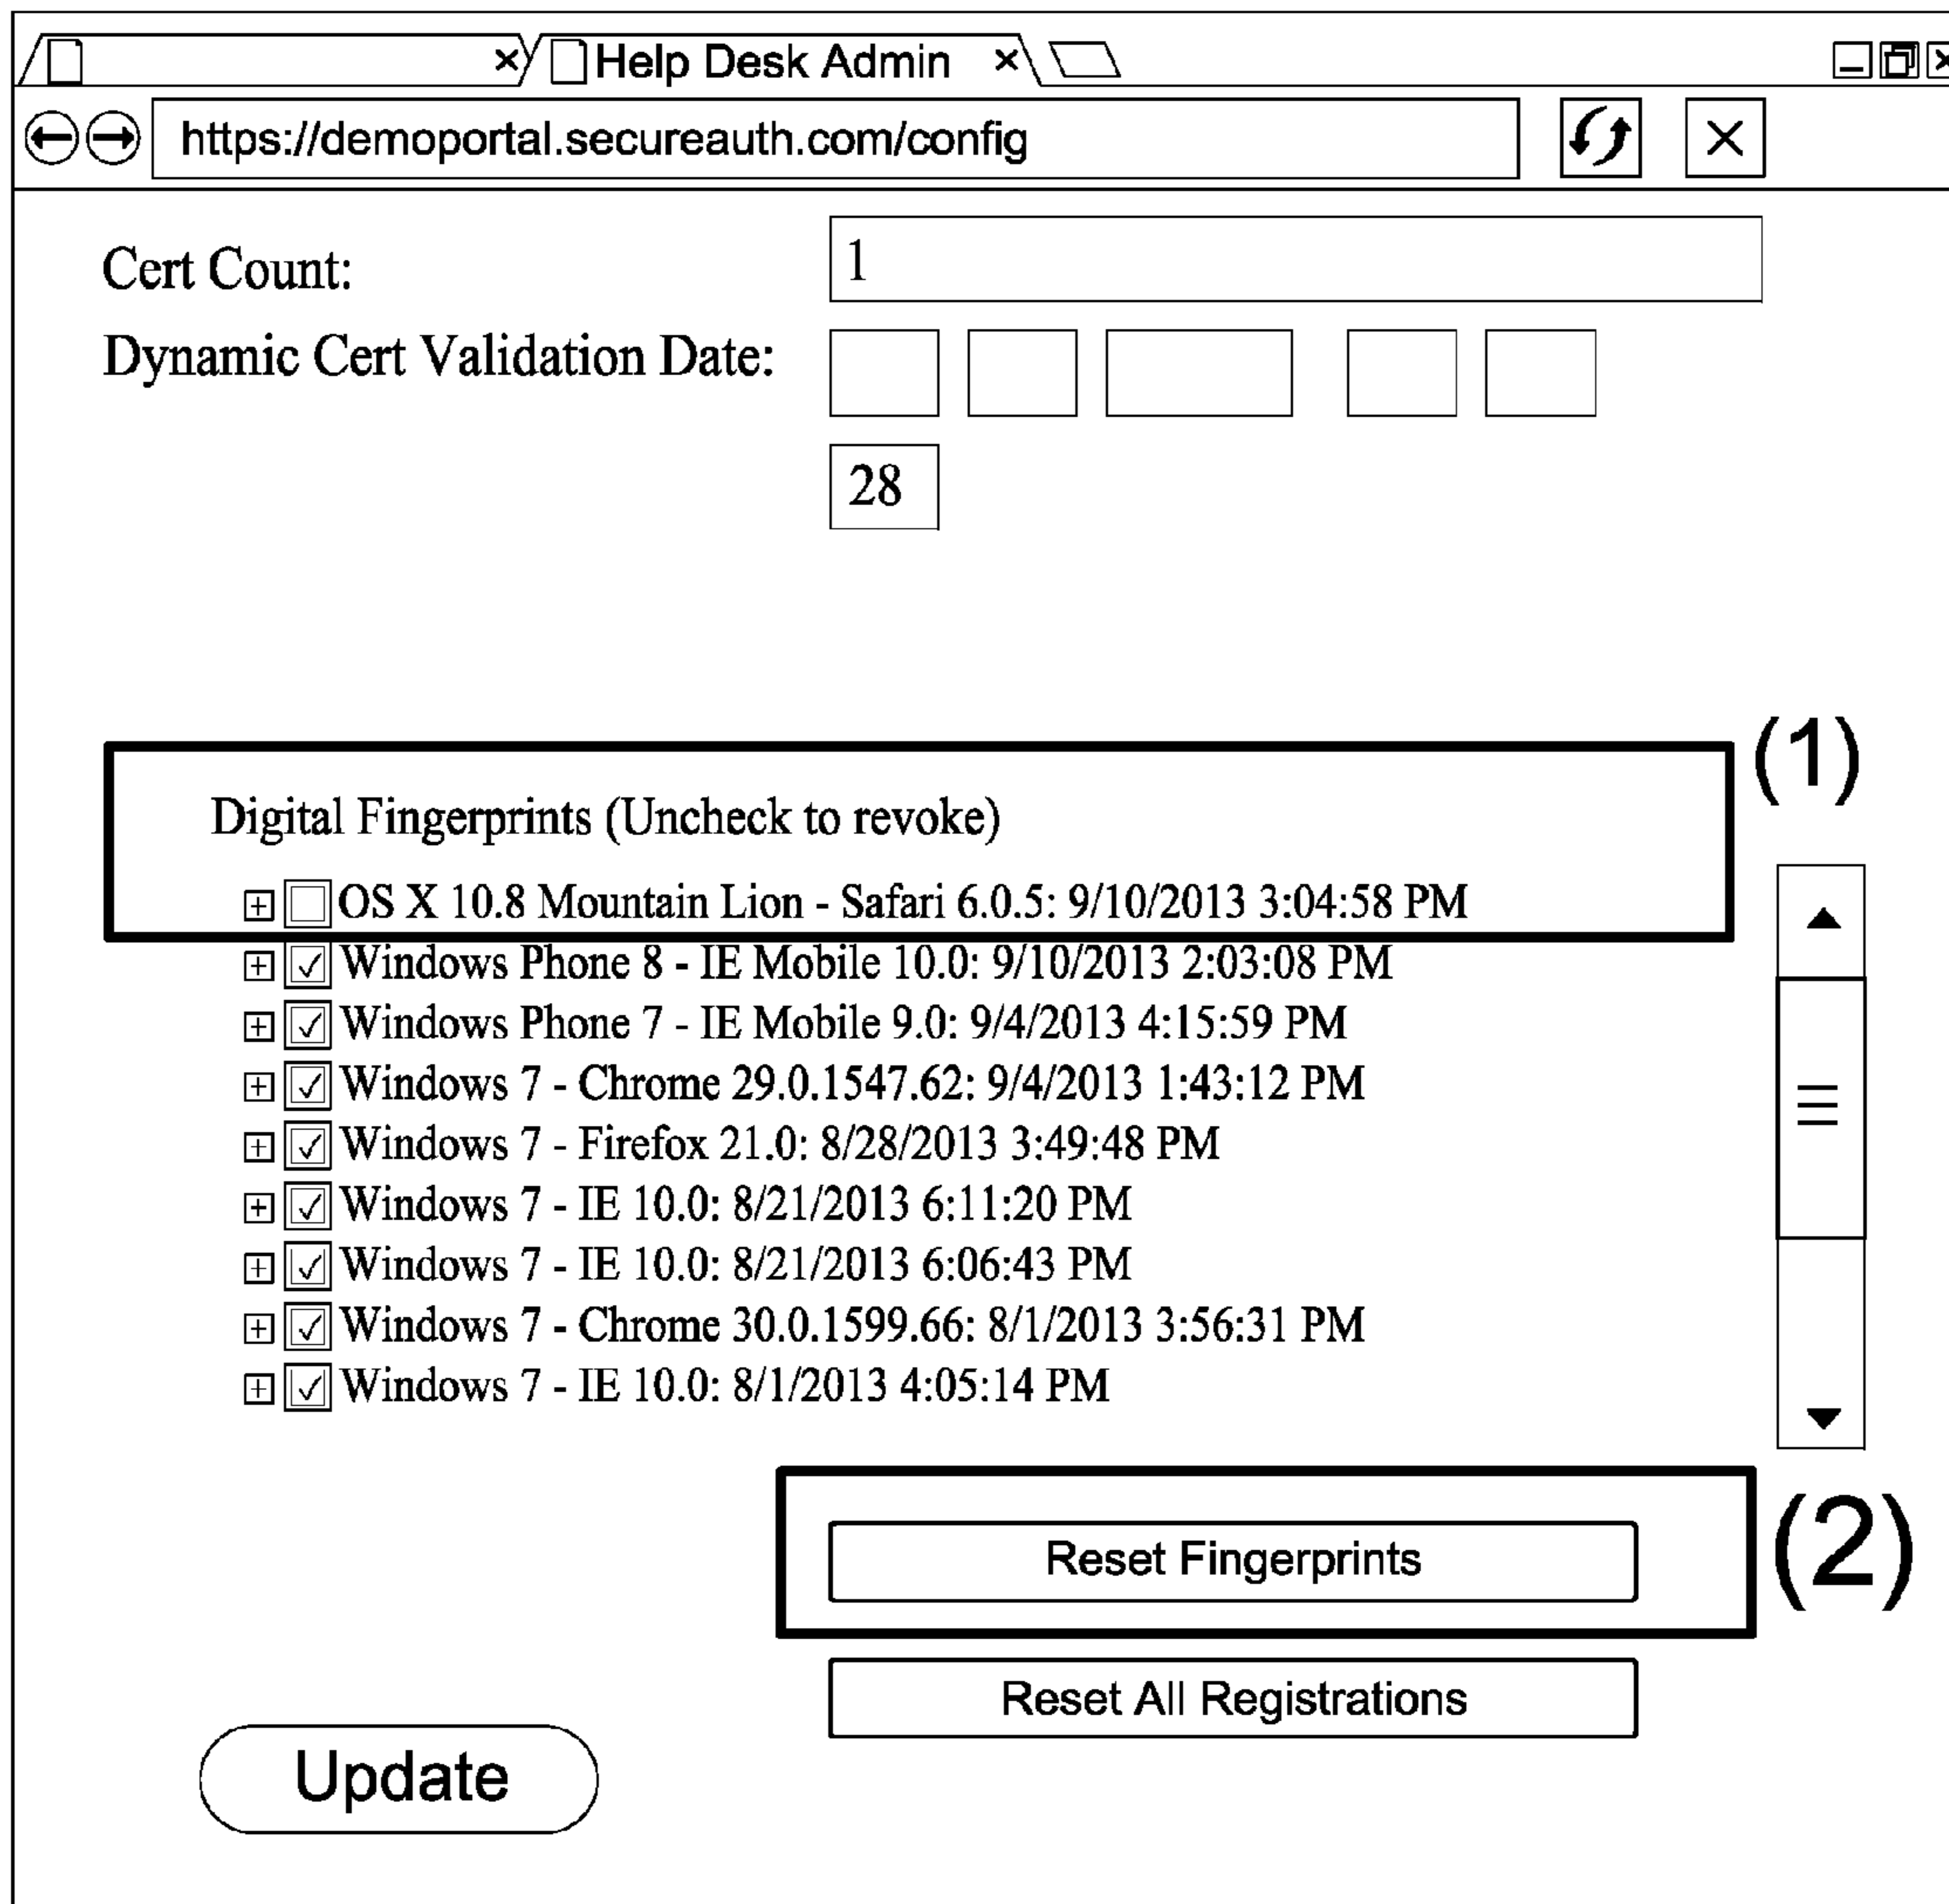 Help Desk Admin
https://demoportal.secureauth.com/config
Cert Count: 1
Dynamic Cert Validation Date:
28
(1)
Digital Fingerprints (Uncheck to revoke)
OS X 10.8 Mountain Lion - Safari 6.0.5: 9/10/2013 3:04:58 PM
Windows Phone 8 - IE Mobile 10.0: 9/10/2013 2:03:08 PM
Windows Phone 7 - IE Mobile 9.0: 9/4/2013 4:15:59 PM
Windows 7 - Chrome 29.0.1547.62: 9/4/2013 1:43:12 PM
Windows 7 - Firefox 21.0: 8/28/2013 3:49:48 PM
Windows 7 - IE 10.0: 8/21/2013 6:11:20 PM
Windows 7 - IE 10.0: 8/21/2013 6:06:43 PM
Windows 7 - Chrome 30.0.1599.66: 8/1/2013 3:56:31 PM
Windows 7 - IE 10.0: 8/1/2013 4:05:14 PM
Reset Fingerprints
(2)
Reset All Registrations
Update